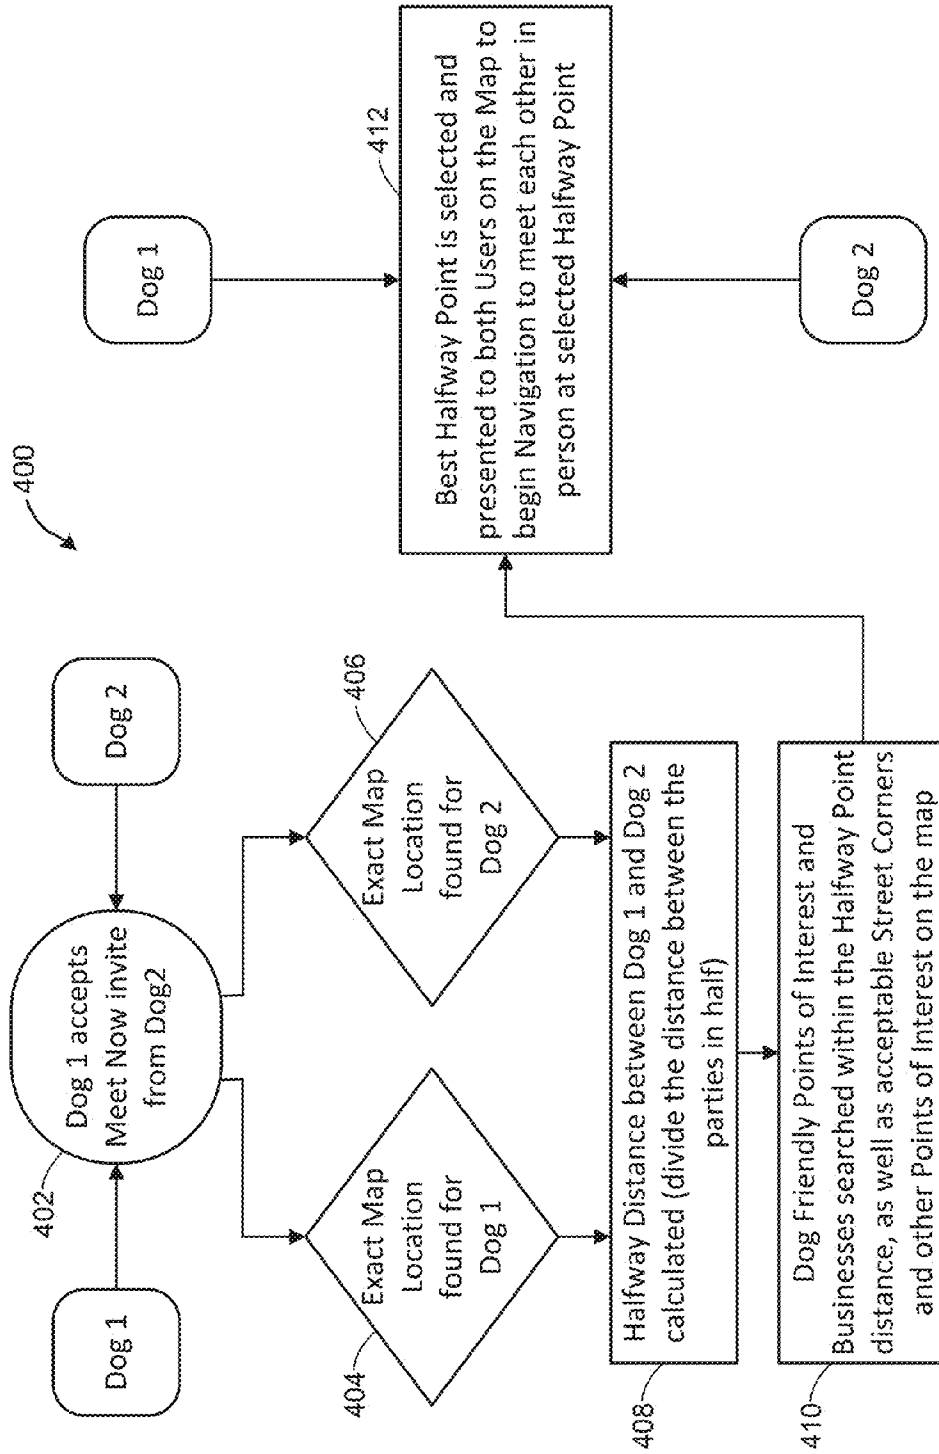 400
Dog 1
402
Dog 1 accepts
Meet Now invite
from Dog2
Dog 2
404
Exact Map
Location
found for
Dog 1
406
Exact Map
Location
found for
Dog 2
408
Halfway Distance between Dog 1 and Dog 2
calculated (divide the distance between the
parties in half)
410
Dog Friendly Points of Interest and
Businesses searched within the Halfway Point
distance, as well as acceptable Street Corners
and other Points of Interest on the map
Dog 1
412
Best Halfway Point is selected and
presented to both Users on the Map to
begin Navigation to meet each other in
person at selected Halfway Point
Dog 2